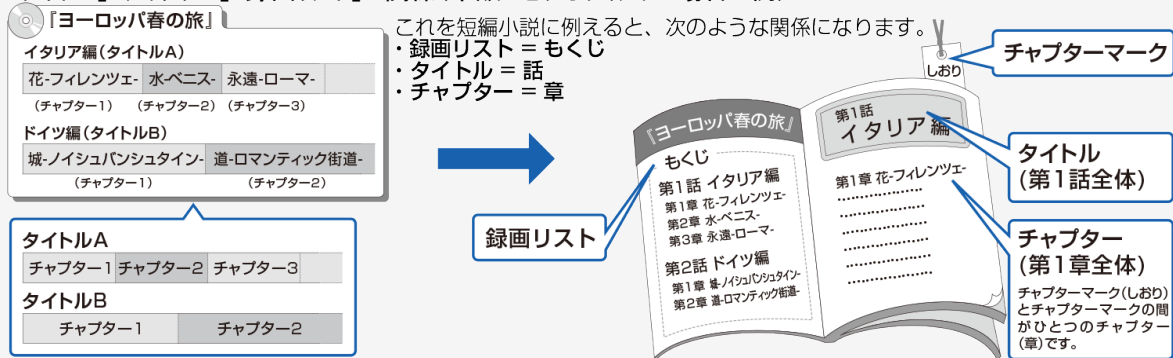 『ヨーロッパ春の旅』
イタリア編(タイトルA)
花-フィレンツェ- 水-ベニス- 永遠-ローマ-
(チャプター1) (チャプター2) (チャプター3)
ドイツ編(タイトルB)
城-ノイシュバンシュタイン- 道-ロマンティック街道-
(チャプター1) (チャプター2)
タイトルA
チャプター1 チャプター2 チャプター3
タイトルB
チャプター1 チャプター2
これを短編小説に例えると、次のような関係になります。
・録画リスト = もくじ
・タイトル = 話
・チャプター = 章
録画リスト
『ヨーロッパ春の旅』
もくじ
第1話 イタリア編
第1章 花-フィレンツェ-
第2章 水-ベニス-
第3章 永遠-ローマ-
第2話 ドイツ編
第1章 城-ノイシュバンシュタイン-
第2章 道-ロマンティック街道-
しおり
第1話
イタリア編
第1章 花-フィレンツェ-
チャプターマーク
タイトル
(第1話全体)
チャプター
(第1章全体)
チャプターマーク(しおり)
とチャプターマークの間
がひとつのチャプター
(章)です。